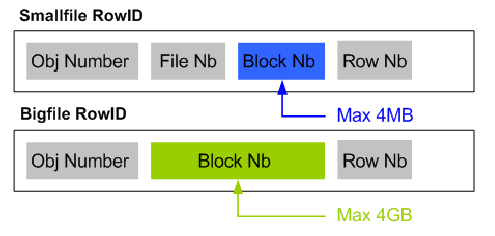 Smallfile RowID
Obj Number File Nb Block Nb Row Nb
Max 4MB
Bigfile RowID
Obj Number Block Nb Row Nb
Max 4GB